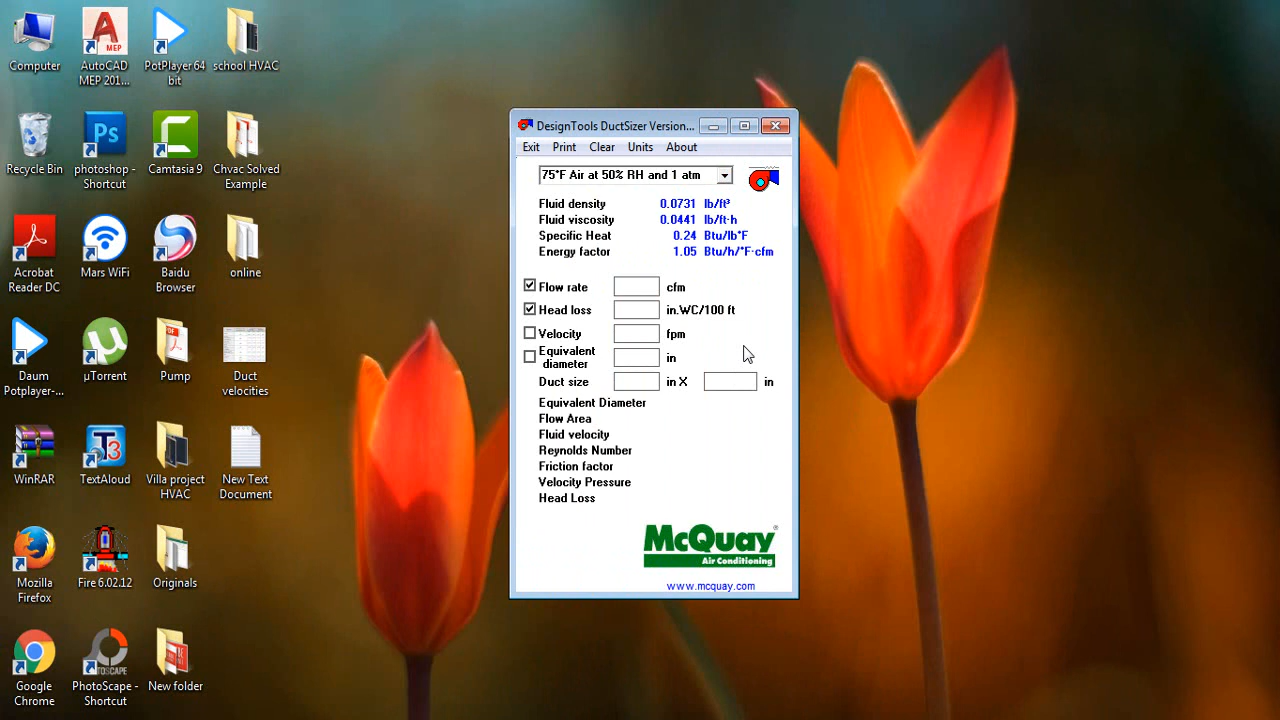 Computer
AutoCAD
MEP 201...
MEP
PotPlayer 64
bit
school HVAC
Recycle Bin
Ps
photoshop -
Shortcut
Camtasia 9
Chvac Solved
Example
Acrobat
Reader DC
Mars WiFi
Baidu
Browser
online
Daum
Potplayer-...
µTorrent
Pump
Duct
velocities
WinRAR
T3
TextAloud
Villa project
HVAC
New Text
Document
Mozilla
Firefox
Fire 6.02.12
Originals
Google
Chrome
TOSCAPE
PhotoScape -
Shortcut
New folder
DesignTools DuctSizer Version...
Exit Print Clear Units About
75°F Air at 50% RH and 1 atm
Fluid density 0.0731 lb/ft³
Fluid viscosity 0.0441 lb/ft·h
Specific Heat 0.24 Btu/lb°F
Energy factor 1.05 Btu/h/°F·cfm
Flow rate cfm
Head loss in.WC/100 ft
Velocity fpm
Equivalent
diameter in
Duct size in X in
Equivalent Diameter
Flow Area
Fluid velocity
Reynolds Number
Friction factor
Velocity Pressure
Head Loss
McQuay®
Air Conditioning
www.mcquay.com